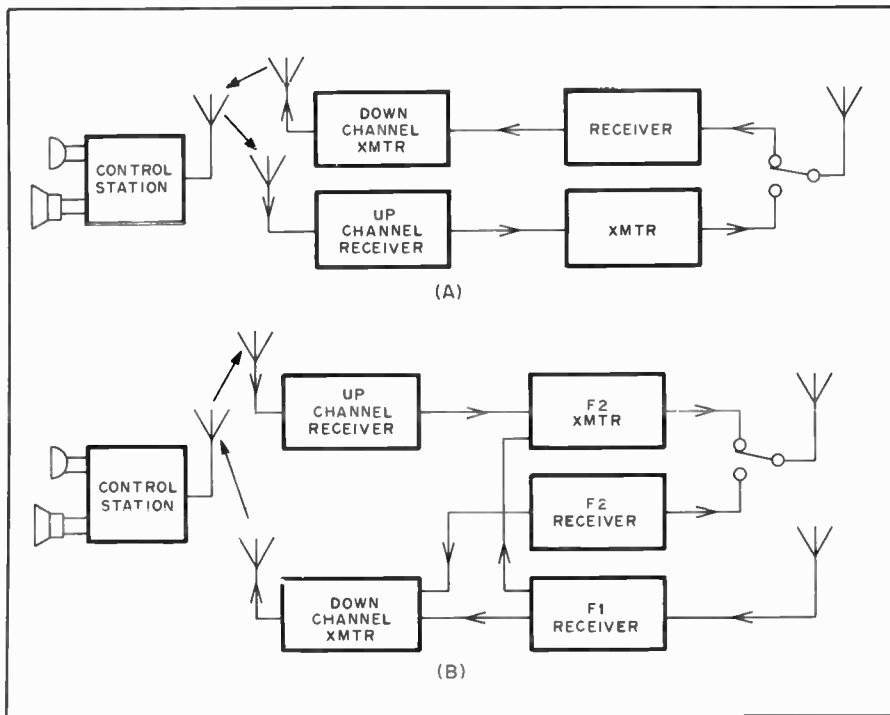 CONTROL
STATION
DOWN
CHANNEL
XMTR
RECEIVER
UP
CHANNEL
RECEIVER
XMTR
(A)
CONTROL
STATION
UP
CHANNEL
RECEIVER
F2
XMTR
F2
RECEIVER
DOWN
CHANNEL
XMTR
F1
RECEIVER
(B)